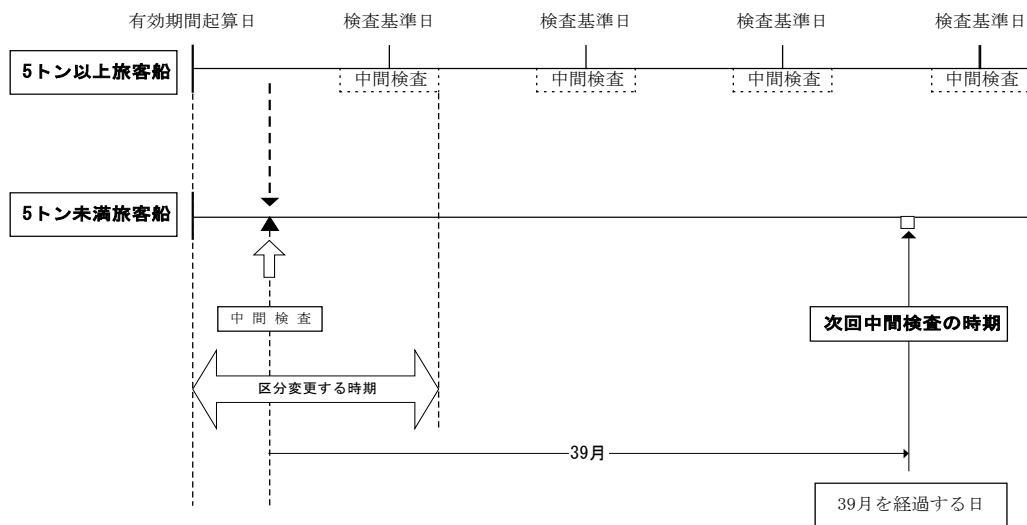 有効期間起算日
検査基準日
検査基準日
検査基準日
検査基準日
5トン以上旅客船
中間検査
中間検査
中間検査
中間検査
5トン未満旅客船
中間検査
次回中間検査の時期
区分変更する時期
39月
39月を経過する日